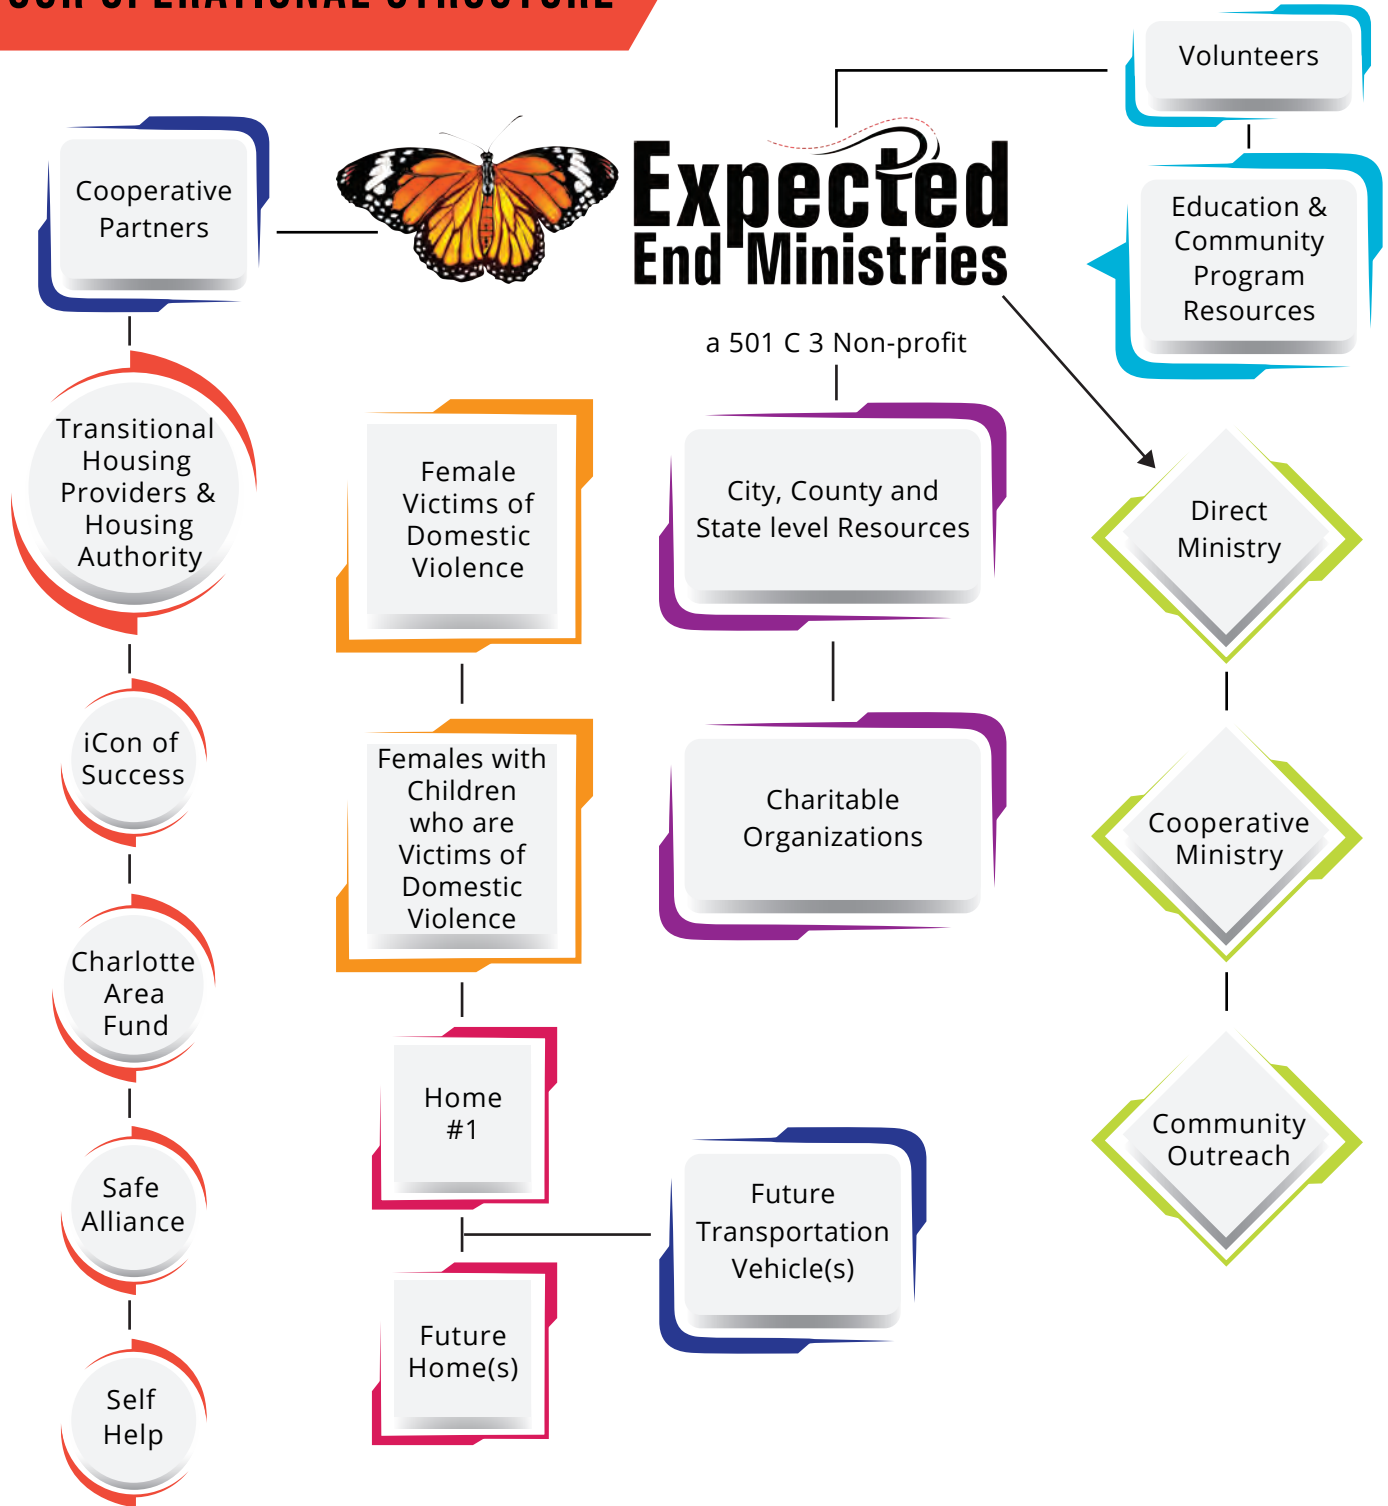 OUR OPERATIONAL STRUCTURE
Volunteers
Cooperative
Partners
Expected
End Ministries
a 501 C 3 Non-profit
Education &
Community
Program
Resources
Transitional
Housing
Providers &
Housing
Authority
Female
Victims of
Domestic
Violence
City, County and
State level Resources
Direct
Ministry
iCon of
Success
Females with
Children
who are
Victims of
Domestic
Violence
Charitable
Organizations
Cooperative
Ministry
Charlotte
Area
Fund
Home
#1
Community
Outreach
Safe
Alliance
Future
Transportation
Vehicle(s)
Future
Home(s)
Self
Help